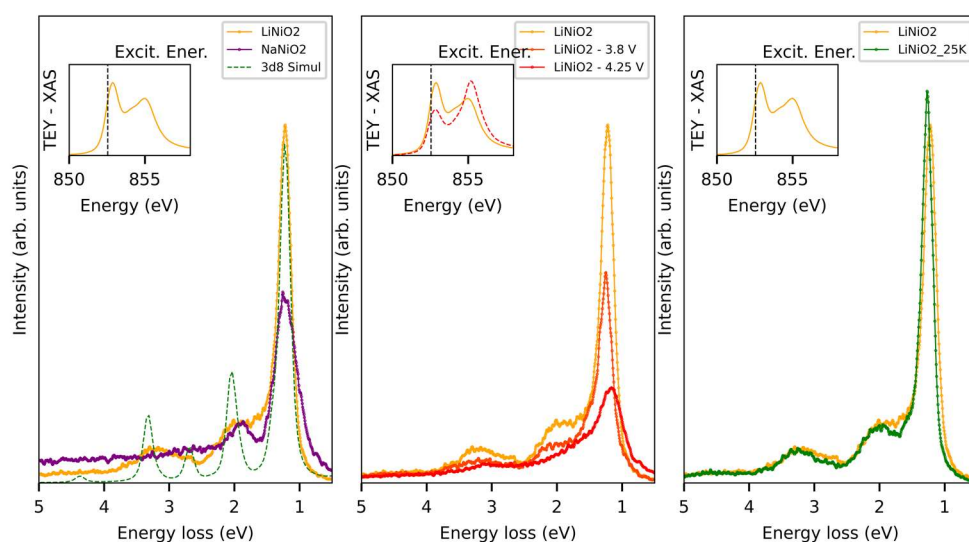 LiNiO2
NaNiO2
3d8 Simul
Excit. Ener.
TEY - XAS
850
855
Energy (eV)
Intensity (arb. units)
5
4
3
2
1
Energy loss (eV)
LiNiO2
LiNiO2 - 3.8 V
LiNiO2 - 4.25 V
Excit. Ener.
TEY - XAS
850
855
Energy (eV)
Intensity (arb. units)
5
4
3
2
1
Energy loss (eV)
LiNiO2
LiNiO2_25K
Excit. Ener.
TEY - XAS
850
855
Energy (eV)
Intensity (arb. units)
5
4
3
2
1
Energy loss (eV)